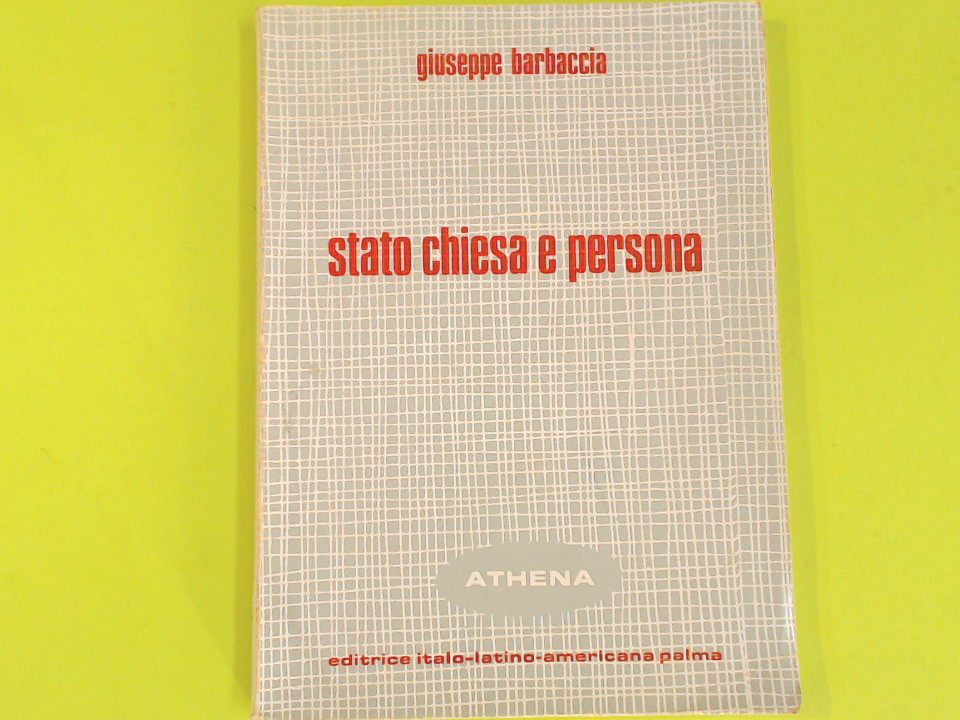 giuseppe barbaccia
stato chiesa e persona
ATHENA
editrice italo-latino-americana palma